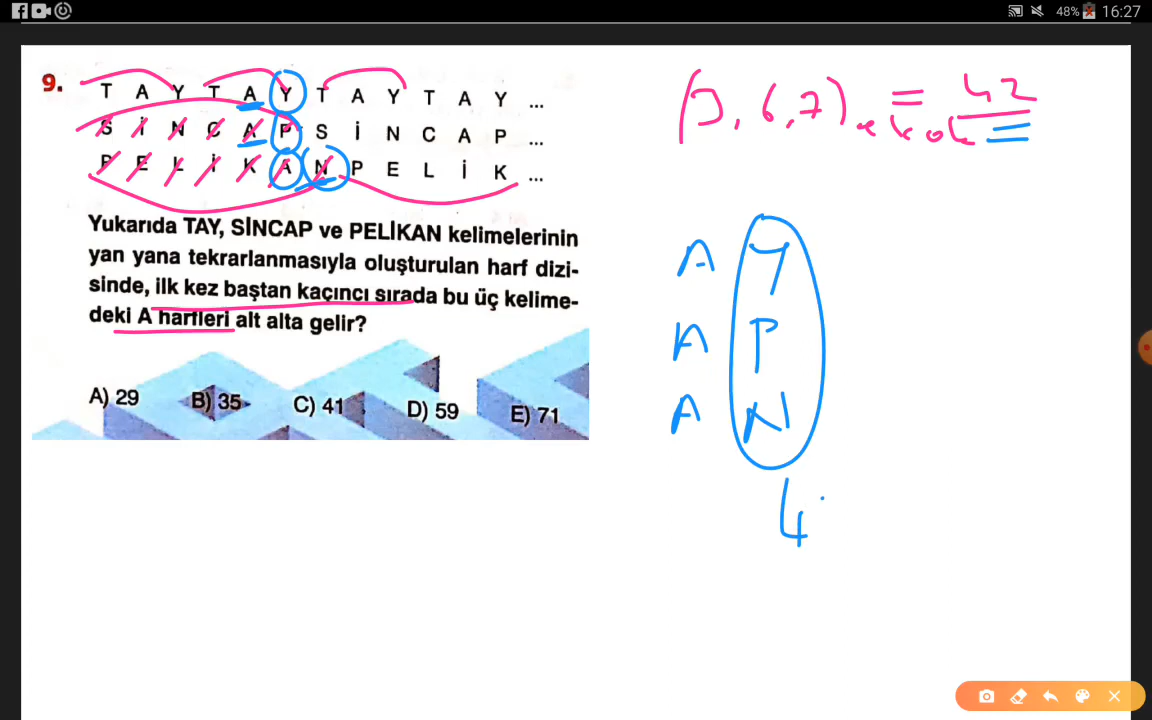 48% 16:27
9. T A Y T A Y T A Y T A Y ...
S İ N C A P S İ N C A P ...
P E L İ K A N P E L İ K ...
(3, 6, 7) ekok = 42
Yukarıda TAY, SİNCAP ve PELİKAN kelimelerinin
yan yana tekrarlanmasıyla oluşturulan harf dizi-
sinde, ilk kez baştan kaçıncı sırada bu üç kelime-
deki A harfleri alt alta gelir?
A) 29 B) 35 C) 41 D) 59 E) 71
A Y
A P
A N
4